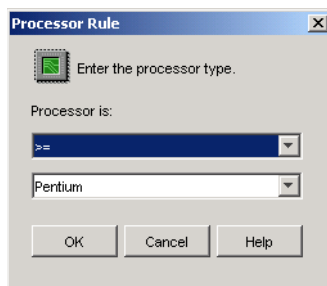 Processor Rule
Enter the processor type.
Processor is:
>=
Pentium
OK Cancel Help